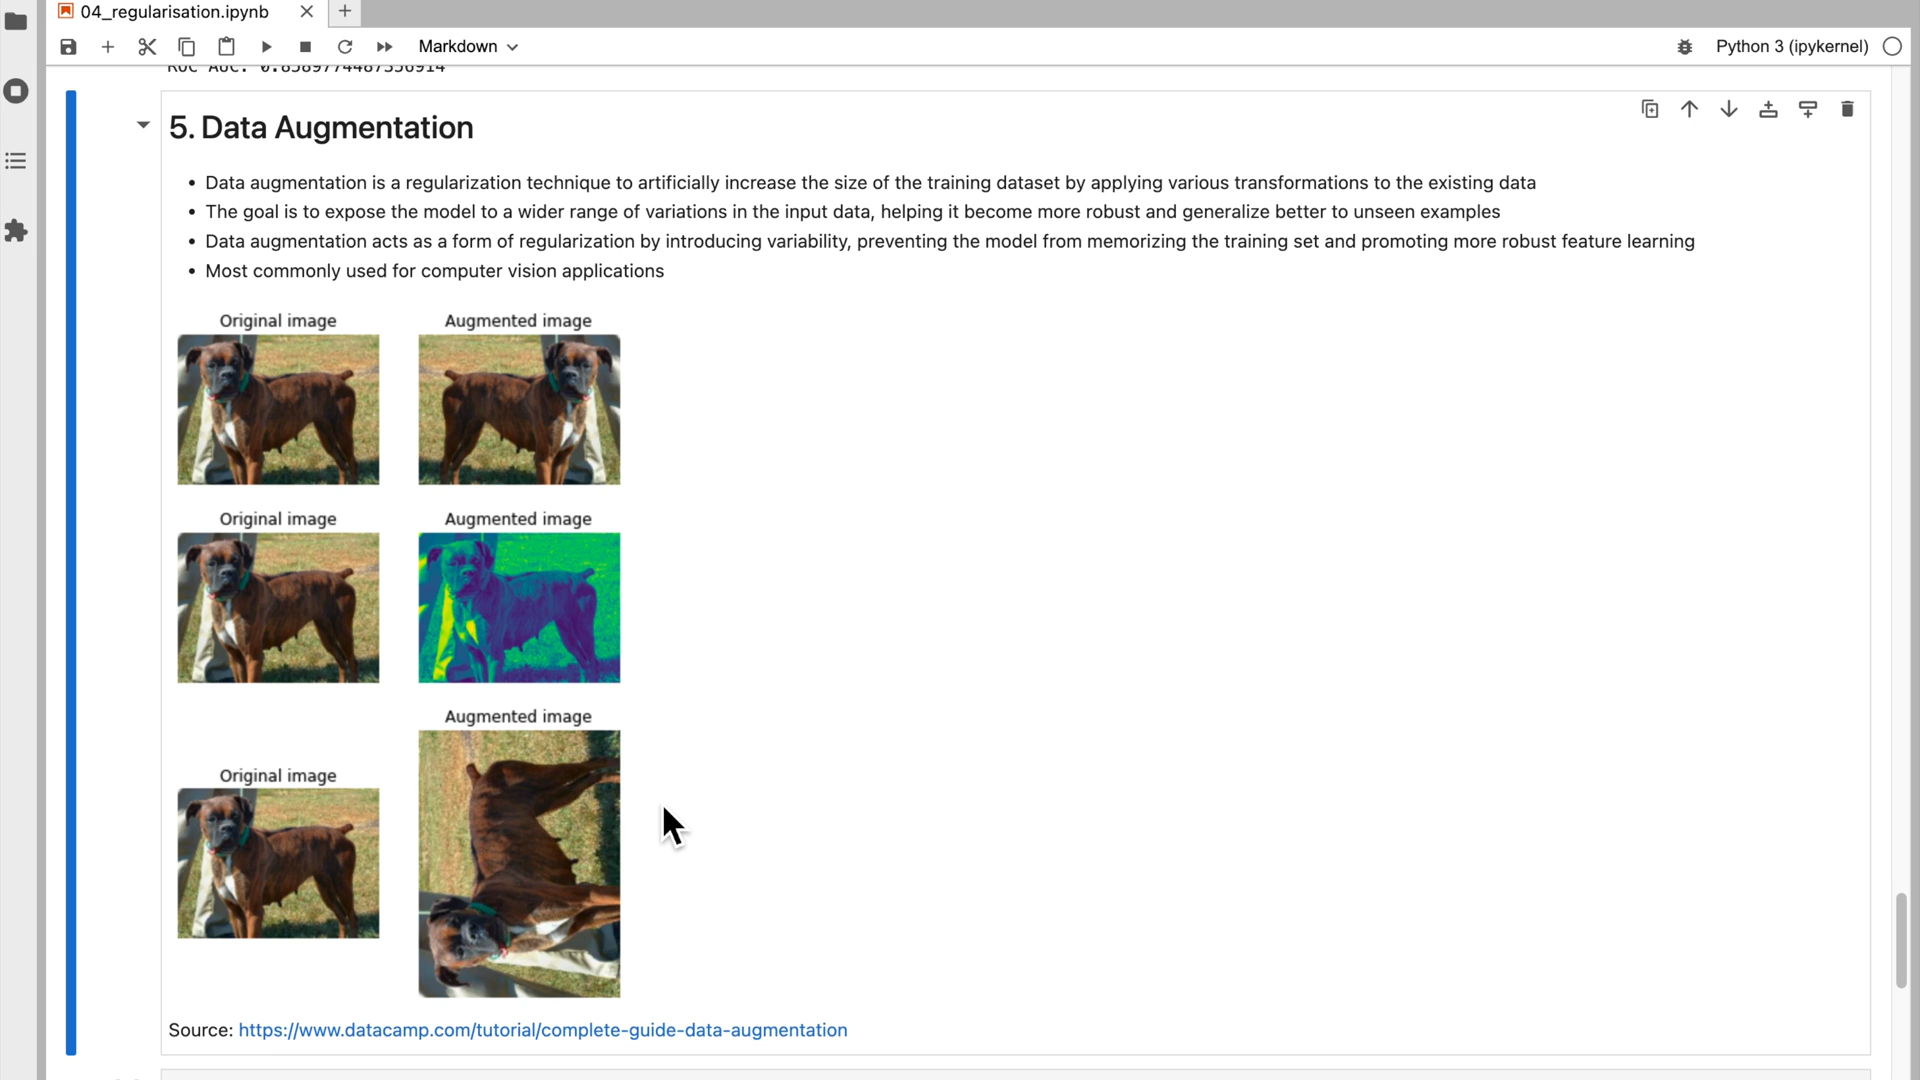 04_regularisation.ipynb
Markdown
Python 3 (ipykernel)
5. Data Augmentation
• Data augmentation is a regularization technique to artificially increase the size of the training dataset by applying various transformations to the existing data
• The goal is to expose the model to a wider range of variations in the input data, helping it become more robust and generalize better to unseen examples
• Data augmentation acts as a form of regularization by introducing variability, preventing the model from memorizing the training set and promoting more robust feature learning
• Most commonly used for computer vision applications
Original image Augmented image
Original image Augmented image
Augmented image
Original image
Source: https://www.datacamp.com/tutorial/complete-guide-data-augmentation